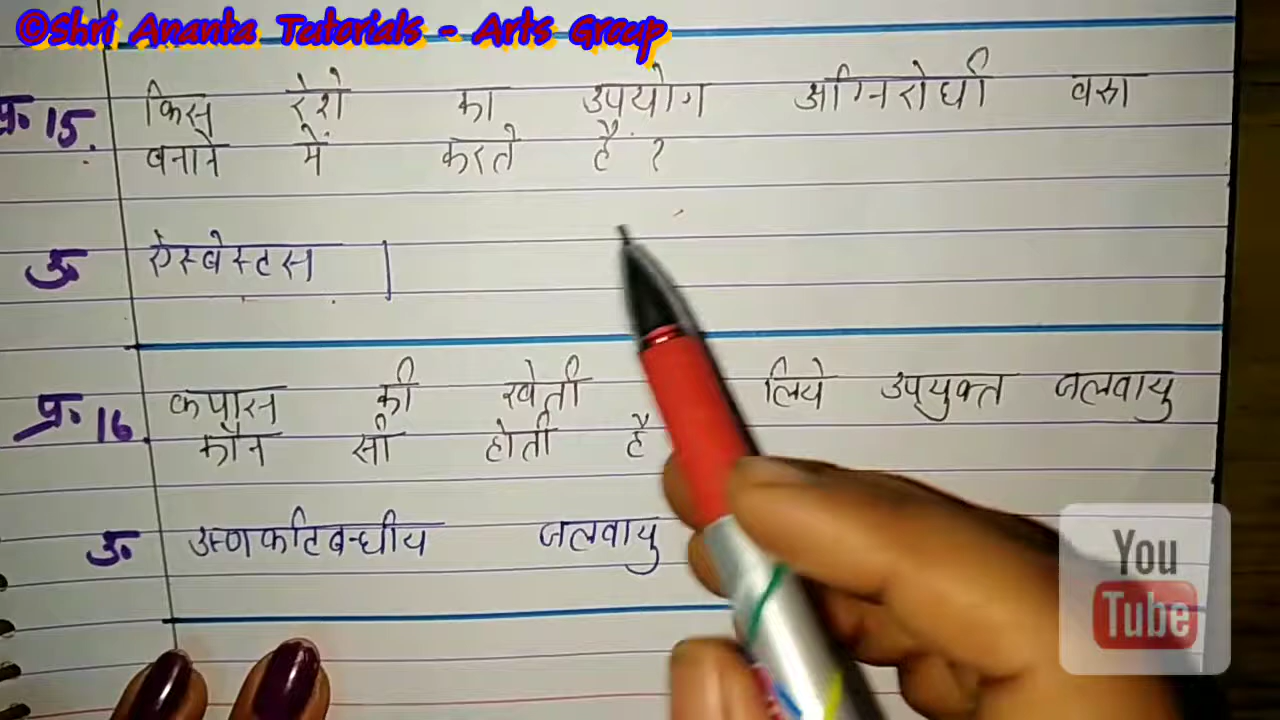 ©Shri Ananta Tutorials - Arts Group
प्र. 15. किस रेशे का उपयोग अग्निरोधी वस्त्र
बनाने में करते हैं ?
उ ऐस्बेस्टस |
प्र. 16 कपास की खेती लिये उपयुक्त जलवायु
कौन सी होती है
उ. उष्णकटिबन्धीय जलवायु
You
Tube